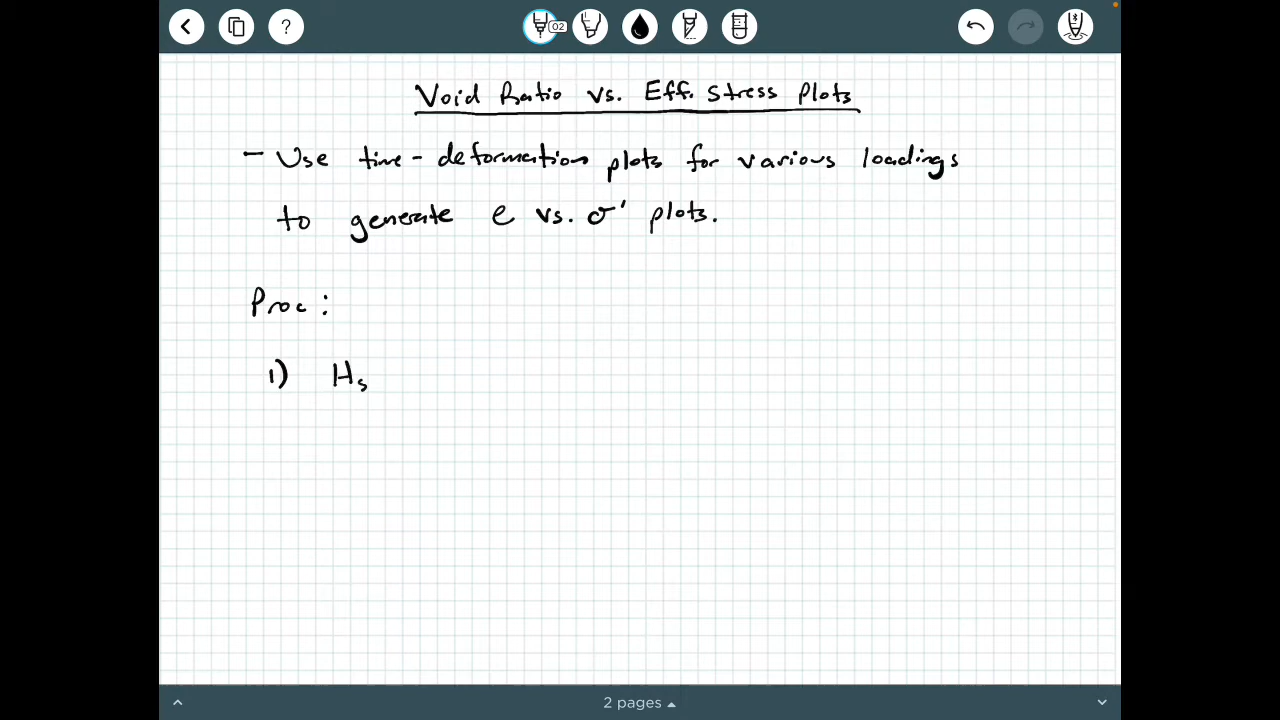 ?
02
Void Ratio vs. Eff. Stress Plots
- Use time-deformation plots for various loadings
to generate e vs. σ' plots.
Proc:
1) Hs
2 pages